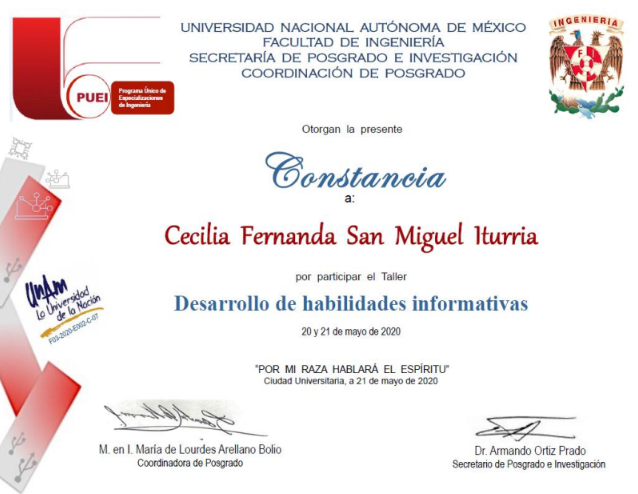 UNIVERSIDAD NACIONAL AUTÓNOMA DE MÉXICO
FACULTAD DE INGENIERÍA
SECRETARÍA DE POSGRADO E INVESTIGACIÓN
COORDINACIÓN DE POSGRADO
INGENIERIA
PUEI
Programa Único de
Especializaciones
de Ingeniería
Otorgan la presente
Constancia
a:
Cecilia Fernanda San Miguel Iturria
por participar el Taller
Desarrollo de habilidades informativas
20 y 21 de mayo de 2020
UNAM
La Universidad
de la Nación
F03-2020-E002-C-07
"POR MI RAZA HABLARÁ EL ESPÍRITU"
Ciudad Universitaria, a 21 de mayo de 2020
M. en I. María de Lourdes Arellano Bolio
Coordinadora de Posgrado
Dr. Armando Ortiz Prado
Secretario de Posgrado e Investigación